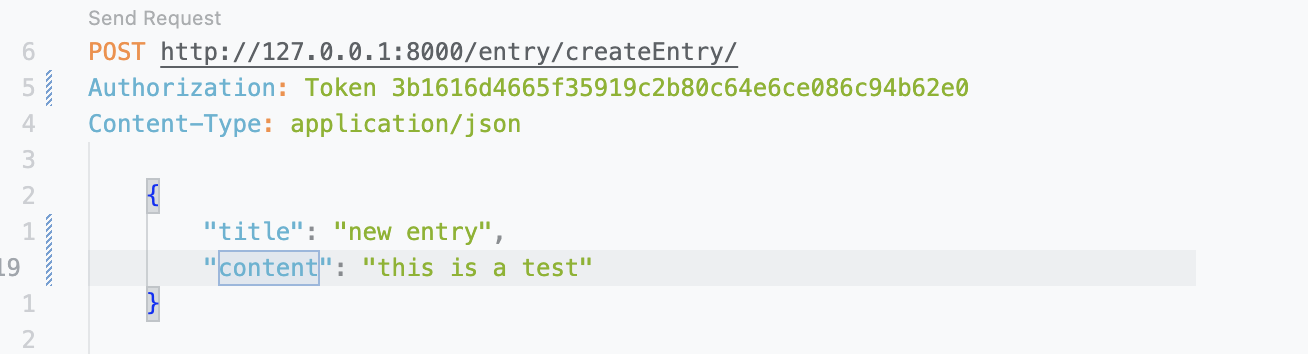 Send Request
6 POST http://127.0.0.1:8000/entry/createEntry/
5 Authorization: Token 3b1616d4665f35919c2b80c64e6ce086c94b62e0
4 Content-Type: application/json
3
2 {
1 "title": "new entry",
19 "content": "this is a test"
1 }
2